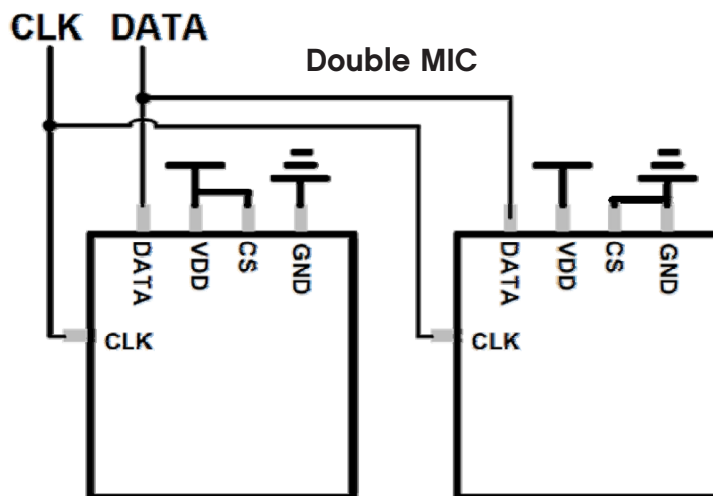 CLK DATA
Double MIC
DATA VDD CS GND
DATA VDD CS GND
CLK
CLK